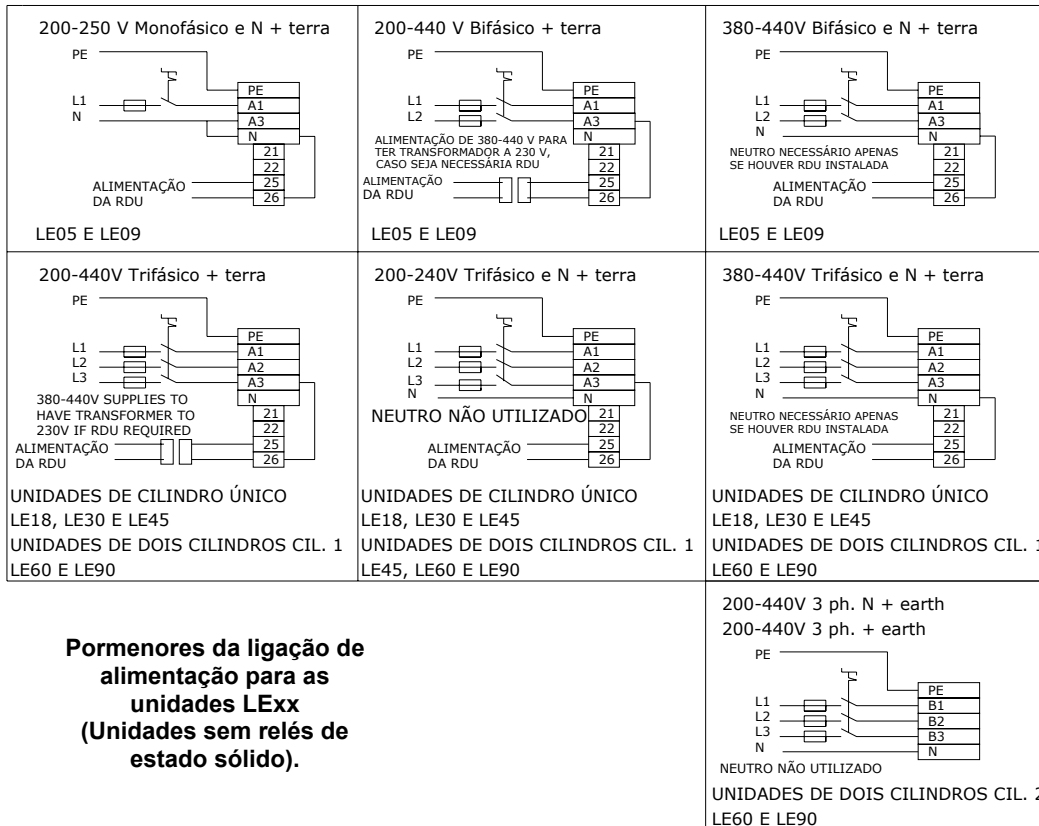 200-250 V Monofásico e N + terra
PE
L1
N
PE
A1
A3
N
21
22
25
26
ALIMENTAÇÃO
DA RDU
LE05 E LE09
200-440 V Bifásico + terra
PE
L1
L2
PE
A1
A3
N
ALIMENTAÇÃO DE 380-440 V PARA
TER TRANSFORMADOR A 230 V,
CASO SEJA NECESSÁRIA RDU
21
22
25
26
ALIMENTAÇÃO
DA RDU
LE05 E LE09
380-440V Bifásico e N + terra
PE
L1
L2
N
PE
A1
A3
N
NEUTRO NECESSÁRIO APENAS
SE HOUVER RDU INSTALADA
21
22
25
26
ALIMENTAÇÃO
DA RDU
LE05 E LE09
200-440V Trifásico + terra
PE
L1
L2
L3
PE
A1
A2
A3
N
380-440V SUPPLIES TO
HAVE TRANSFORMER TO
230V IF RDU REQUIRED
21
22
25
26
ALIMENTAÇÃO
DA RDU
UNIDADES DE CILINDRO ÚNICO
LE18, LE30 E LE45
UNIDADES DE DOIS CILINDROS CIL. 1
LE60 E LE90
200-240V Trifásico e N + terra
PE
L1
L2
L3
N
PE
A1
A2
A3
N
NEUTRO NÃO UTILIZADO
21
22
25
26
ALIMENTAÇÃO
DA RDU
UNIDADES DE CILINDRO ÚNICO
LE18, LE30 E LE45
UNIDADES DE DOIS CILINDROS CIL. 1
LE45, LE60 E LE90
380-440V Trifásico e N + terra
PE
L1
L2
L3
N
PE
A1
A2
A3
N
NEUTRO NECESSÁRIO APENAS
SE HOUVER RDU INSTALADA
21
22
25
26
ALIMENTAÇÃO
DA RDU
UNIDADES DE CILINDRO ÚNICO
LE18, LE30 E LE45
UNIDADES DE DOIS CILINDROS CIL. 1
LE60 E LE90
Pormenores da ligação de
alimentação para as
unidades LExx
(Unidades sem relés de
estado sólido).
200-440V 3 ph. N + earth
200-440V 3 ph. + earth
PE
L1
L2
L3
N
PE
B1
B2
B3
N
NEUTRO NÃO UTILIZADO
UNIDADES DE DOIS CILINDROS CIL. 2
LE60 E LE90